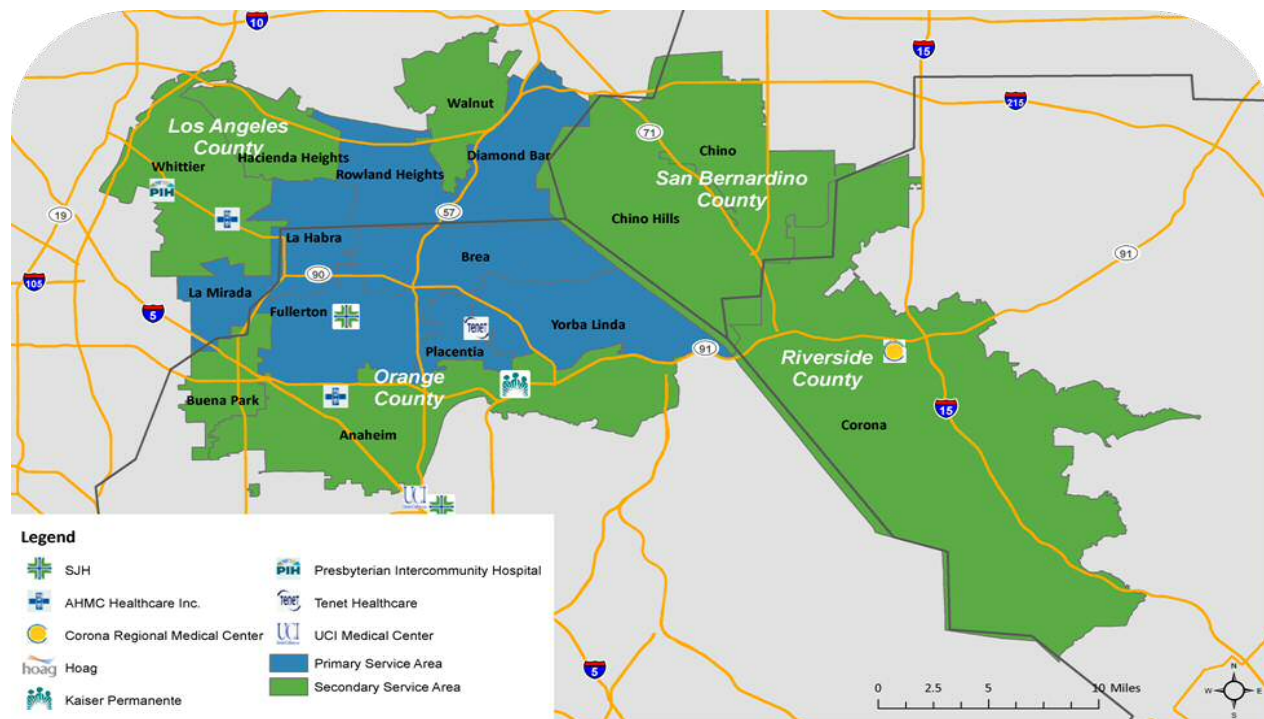 10
15
215
Walnut
71
Los Angeles
County
Chino
Hacienda Heights
Diamond Bar
Whittier
Rowland Heights
San Bernardino
County
PIH
19
57
Chino Hills
La Habra
91
Brea
90
105
La Mirada
5
Fullerton
Yorba Linda
TENET
Placentia
91
Riverside
County
Orange
County
Buena Park
15
Corona
Anaheim
UCI
Legend
SJH
AHMC Healthcare Inc.
Corona Regional Medical Center
hoag
Hoag
Kaiser Permanente
PIH
Presbyterian Intercommunity Hospital
TENET
Tenet Healthcare
UCI
UCI Medical Center
Primary Service Area
Secondary Service Area
5
0 2.5 5 10 Miles
N
W E
S